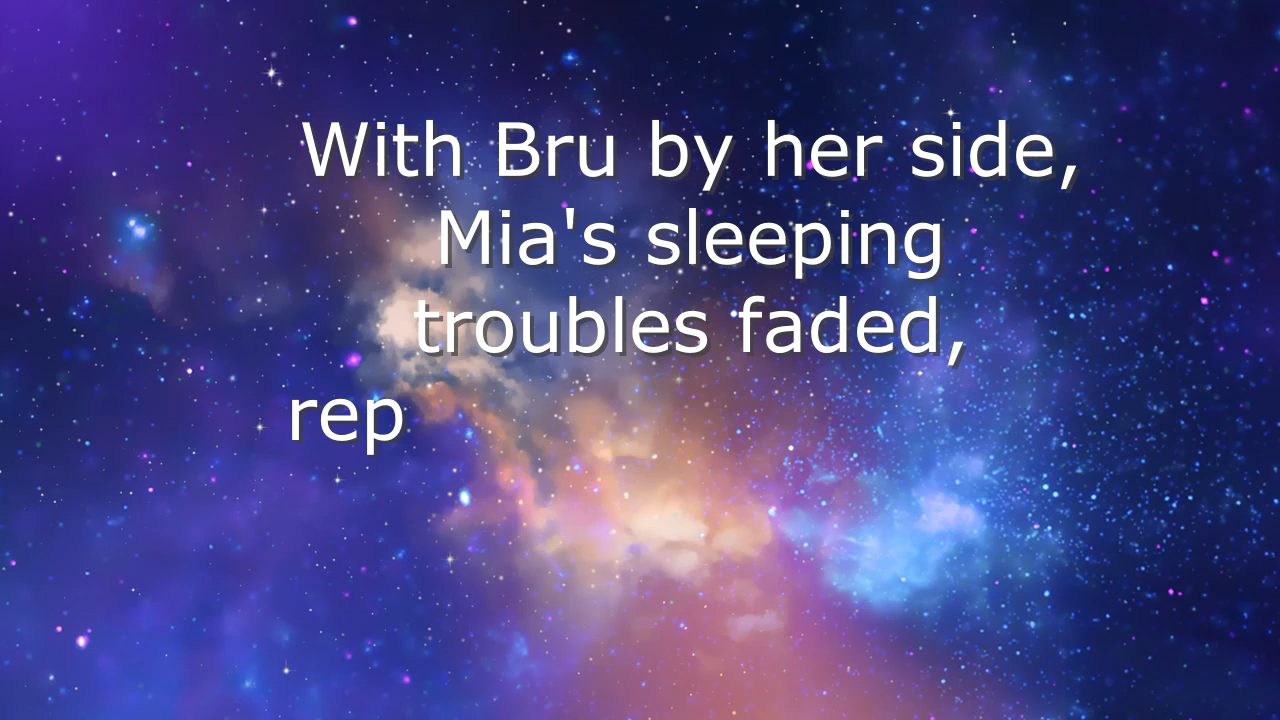 With Bru by her side,
Mia's sleeping
troubles faded,
rep